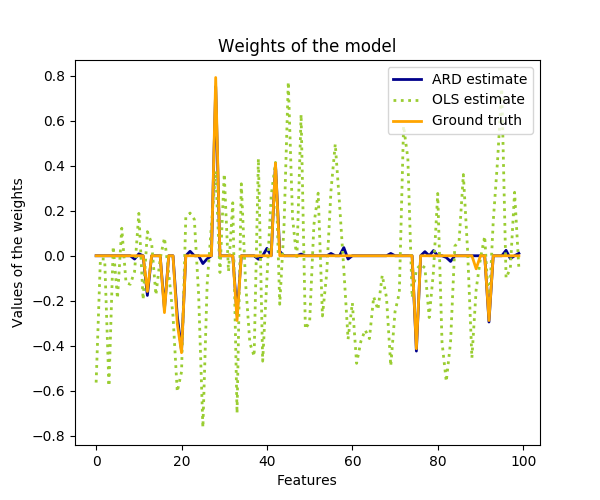 Weights of the model
ARD estimate
OLS estimate
Ground truth
Values of the weights
0.8
0.6
0.4
0.2
0.0
−0.2
−0.4
−0.6
−0.8
0 20 40 60 80 100
Features